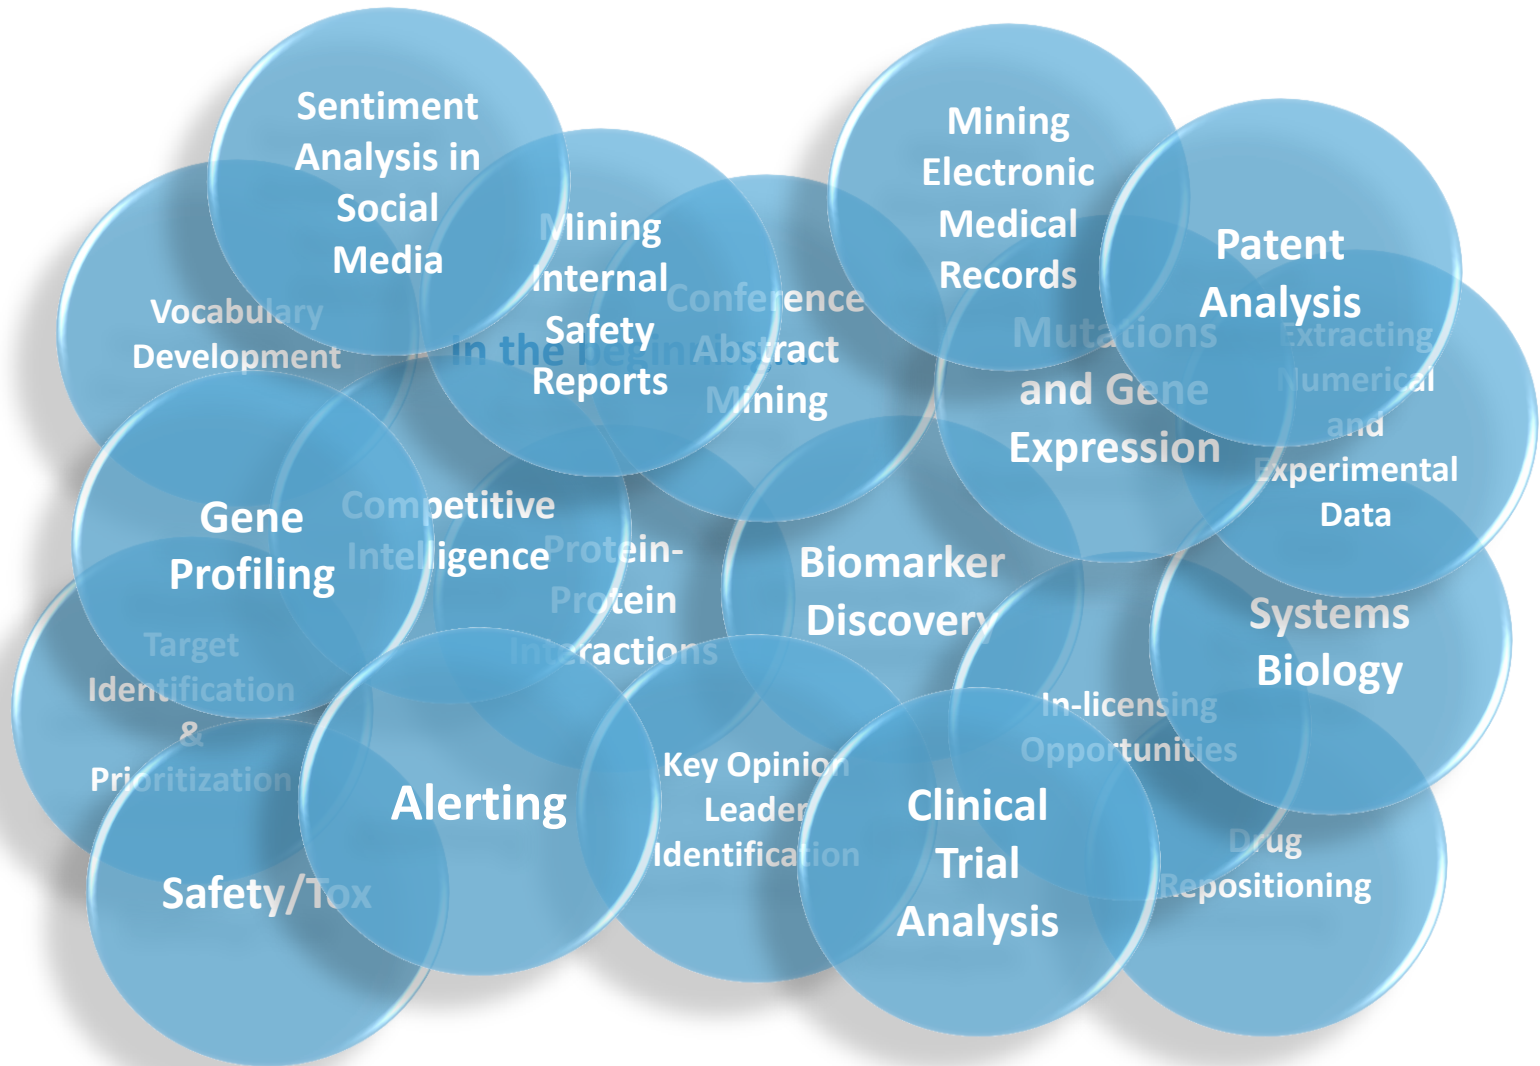 Sentiment
Analysis in
Social
Media
Mining
Internal
Safety
Reports
Conference
Abstract
Mining
Mining
Electronic
Medical
Records
Patent
Analysis
Vocabulary
Development
In the beginning...
Mutations
and Gene
Expression
Extracting
Numerical
and
Experimental
Data
Gene
Profiling
Competitive
Intelligence
Protein-
Protein
Interactions
Biomarker
Discovery
Systems
Biology
Target
Identification
&
Prioritization
In-licensing
Opportunities
Alerting
Key Opinion
Leader
Identification
Clinical
Trial
Analysis
Drug
Repositioning
Safety/Tox